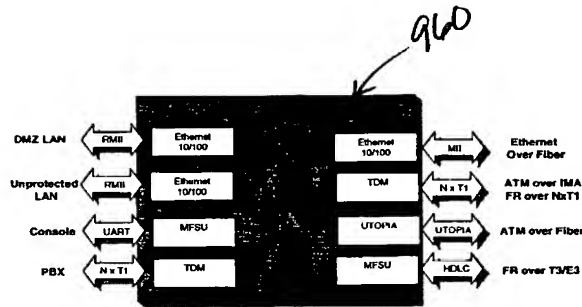 960
DMZ LAN RMII Ethernet 10/100
Ethernet 10/100 MII Ethernet Over Fiber
Unprotected LAN RMII Ethernet 10/100
TDM N x T1 ATM over IMA FR over NxT1
Console UART MFSU
UTOPIA UTOPIA ATM over Fiber
PBX N x T1 TDM
MFSU HDLC FR over T3/E3